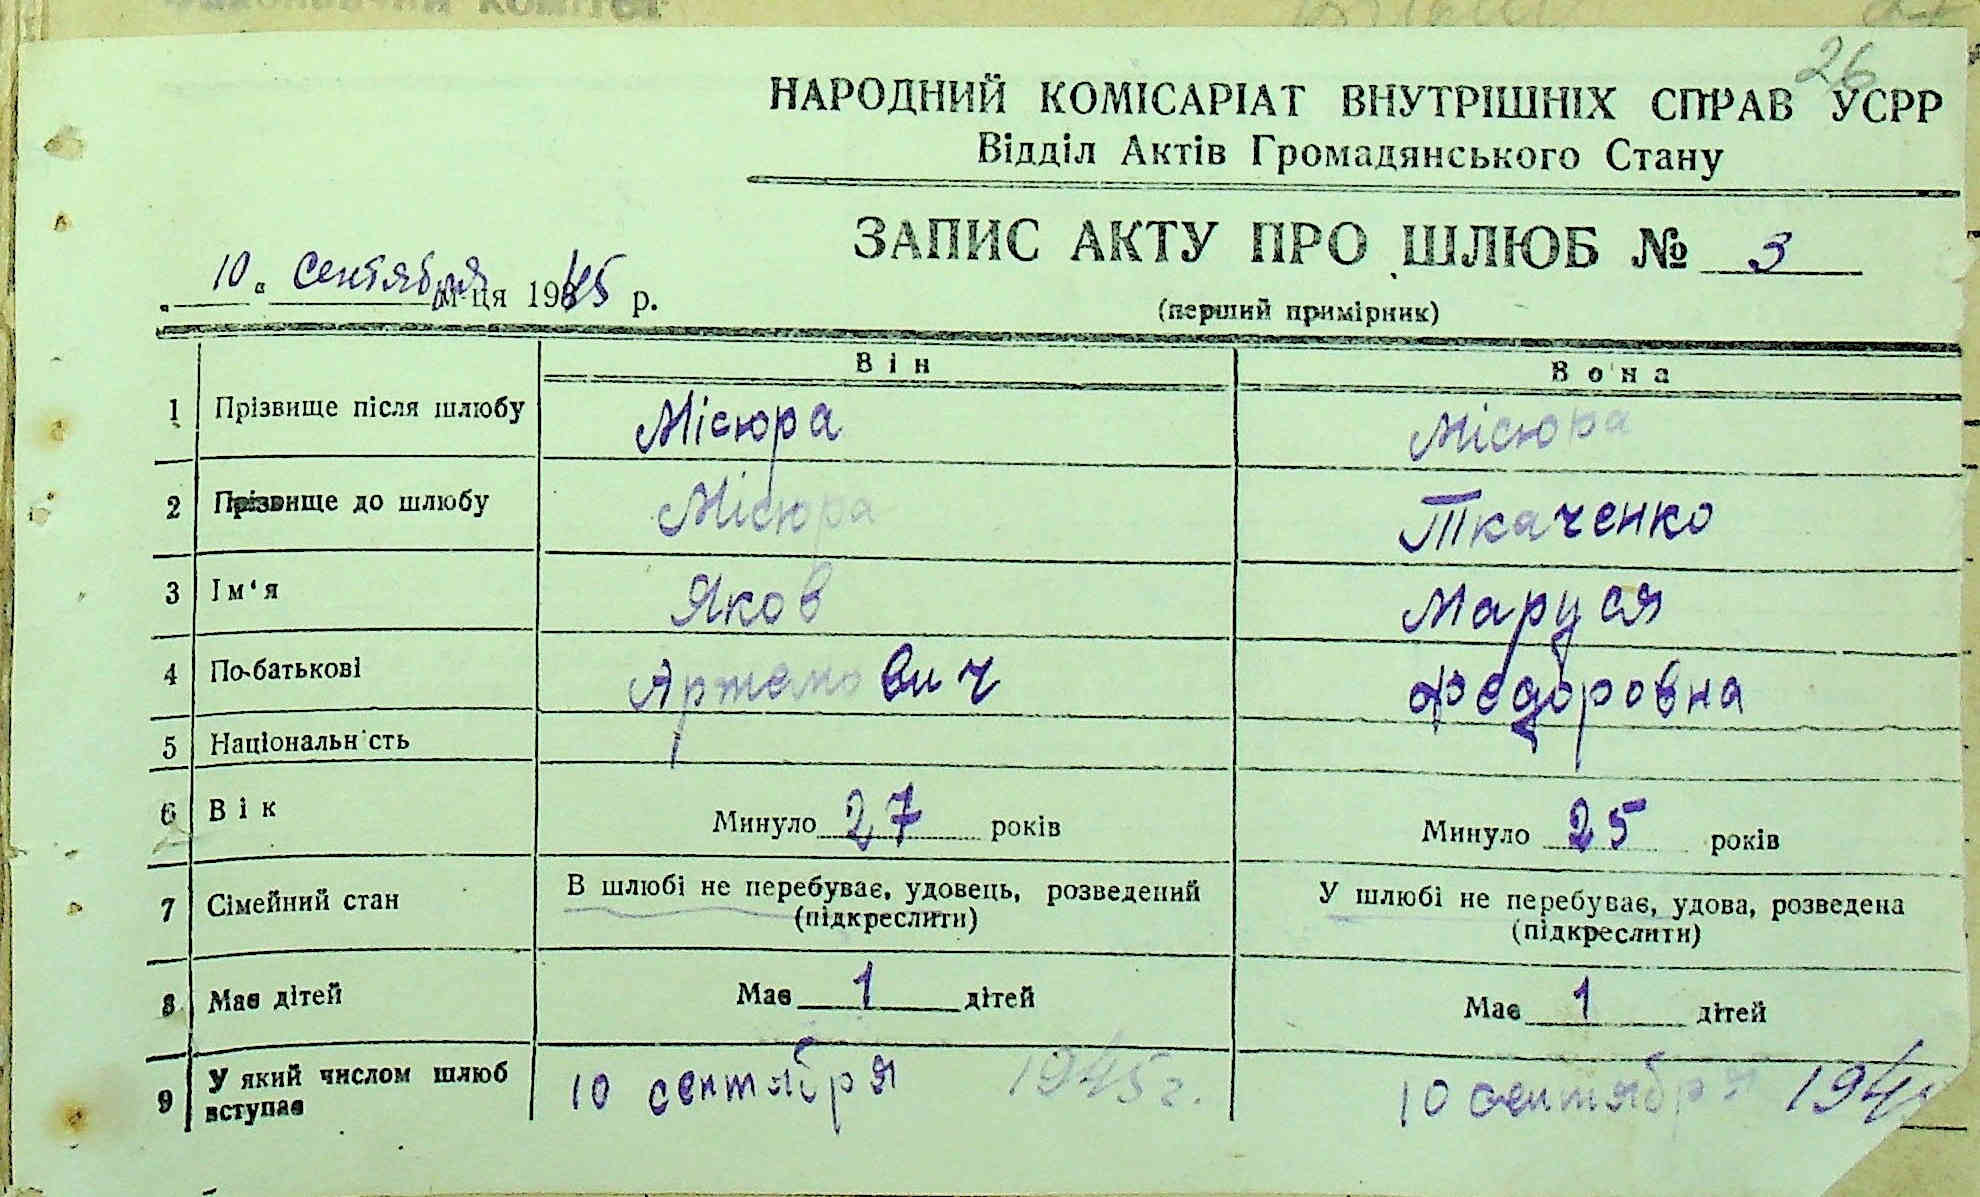 26
НАРОДНИЙ КОМІСАРІАТ ВНУТРІШНІХ СПРАВ УСРР
Відділ Актів Громадянського Стану
ЗАПИС АКТУ ПРО ШЛЮБ № 3
(перший примірник)
10 " Сентября м-ця 1945 р.
Він Вона
1 Прізвище після шлюбу Місюра Місюра
2 Прізвище до шлюбу Місюра Ткаченко
3 Ім'я Яков Маруся
4 По-батькові Артемович Федоровна
5 Національність
6 Вік Минуло 27 років Минуло 25 років
7 Сімейний стан В шлюбі не перебуває, удовець, розведений У шлюбі не перебуває, удова, розведена
(підкреслити) (підкреслити)
8 Має дітей Має 1 дітей Має 1 дітей
9 У який числом шлюб вступає 10 сентября 1945 г. 10 сентября 194